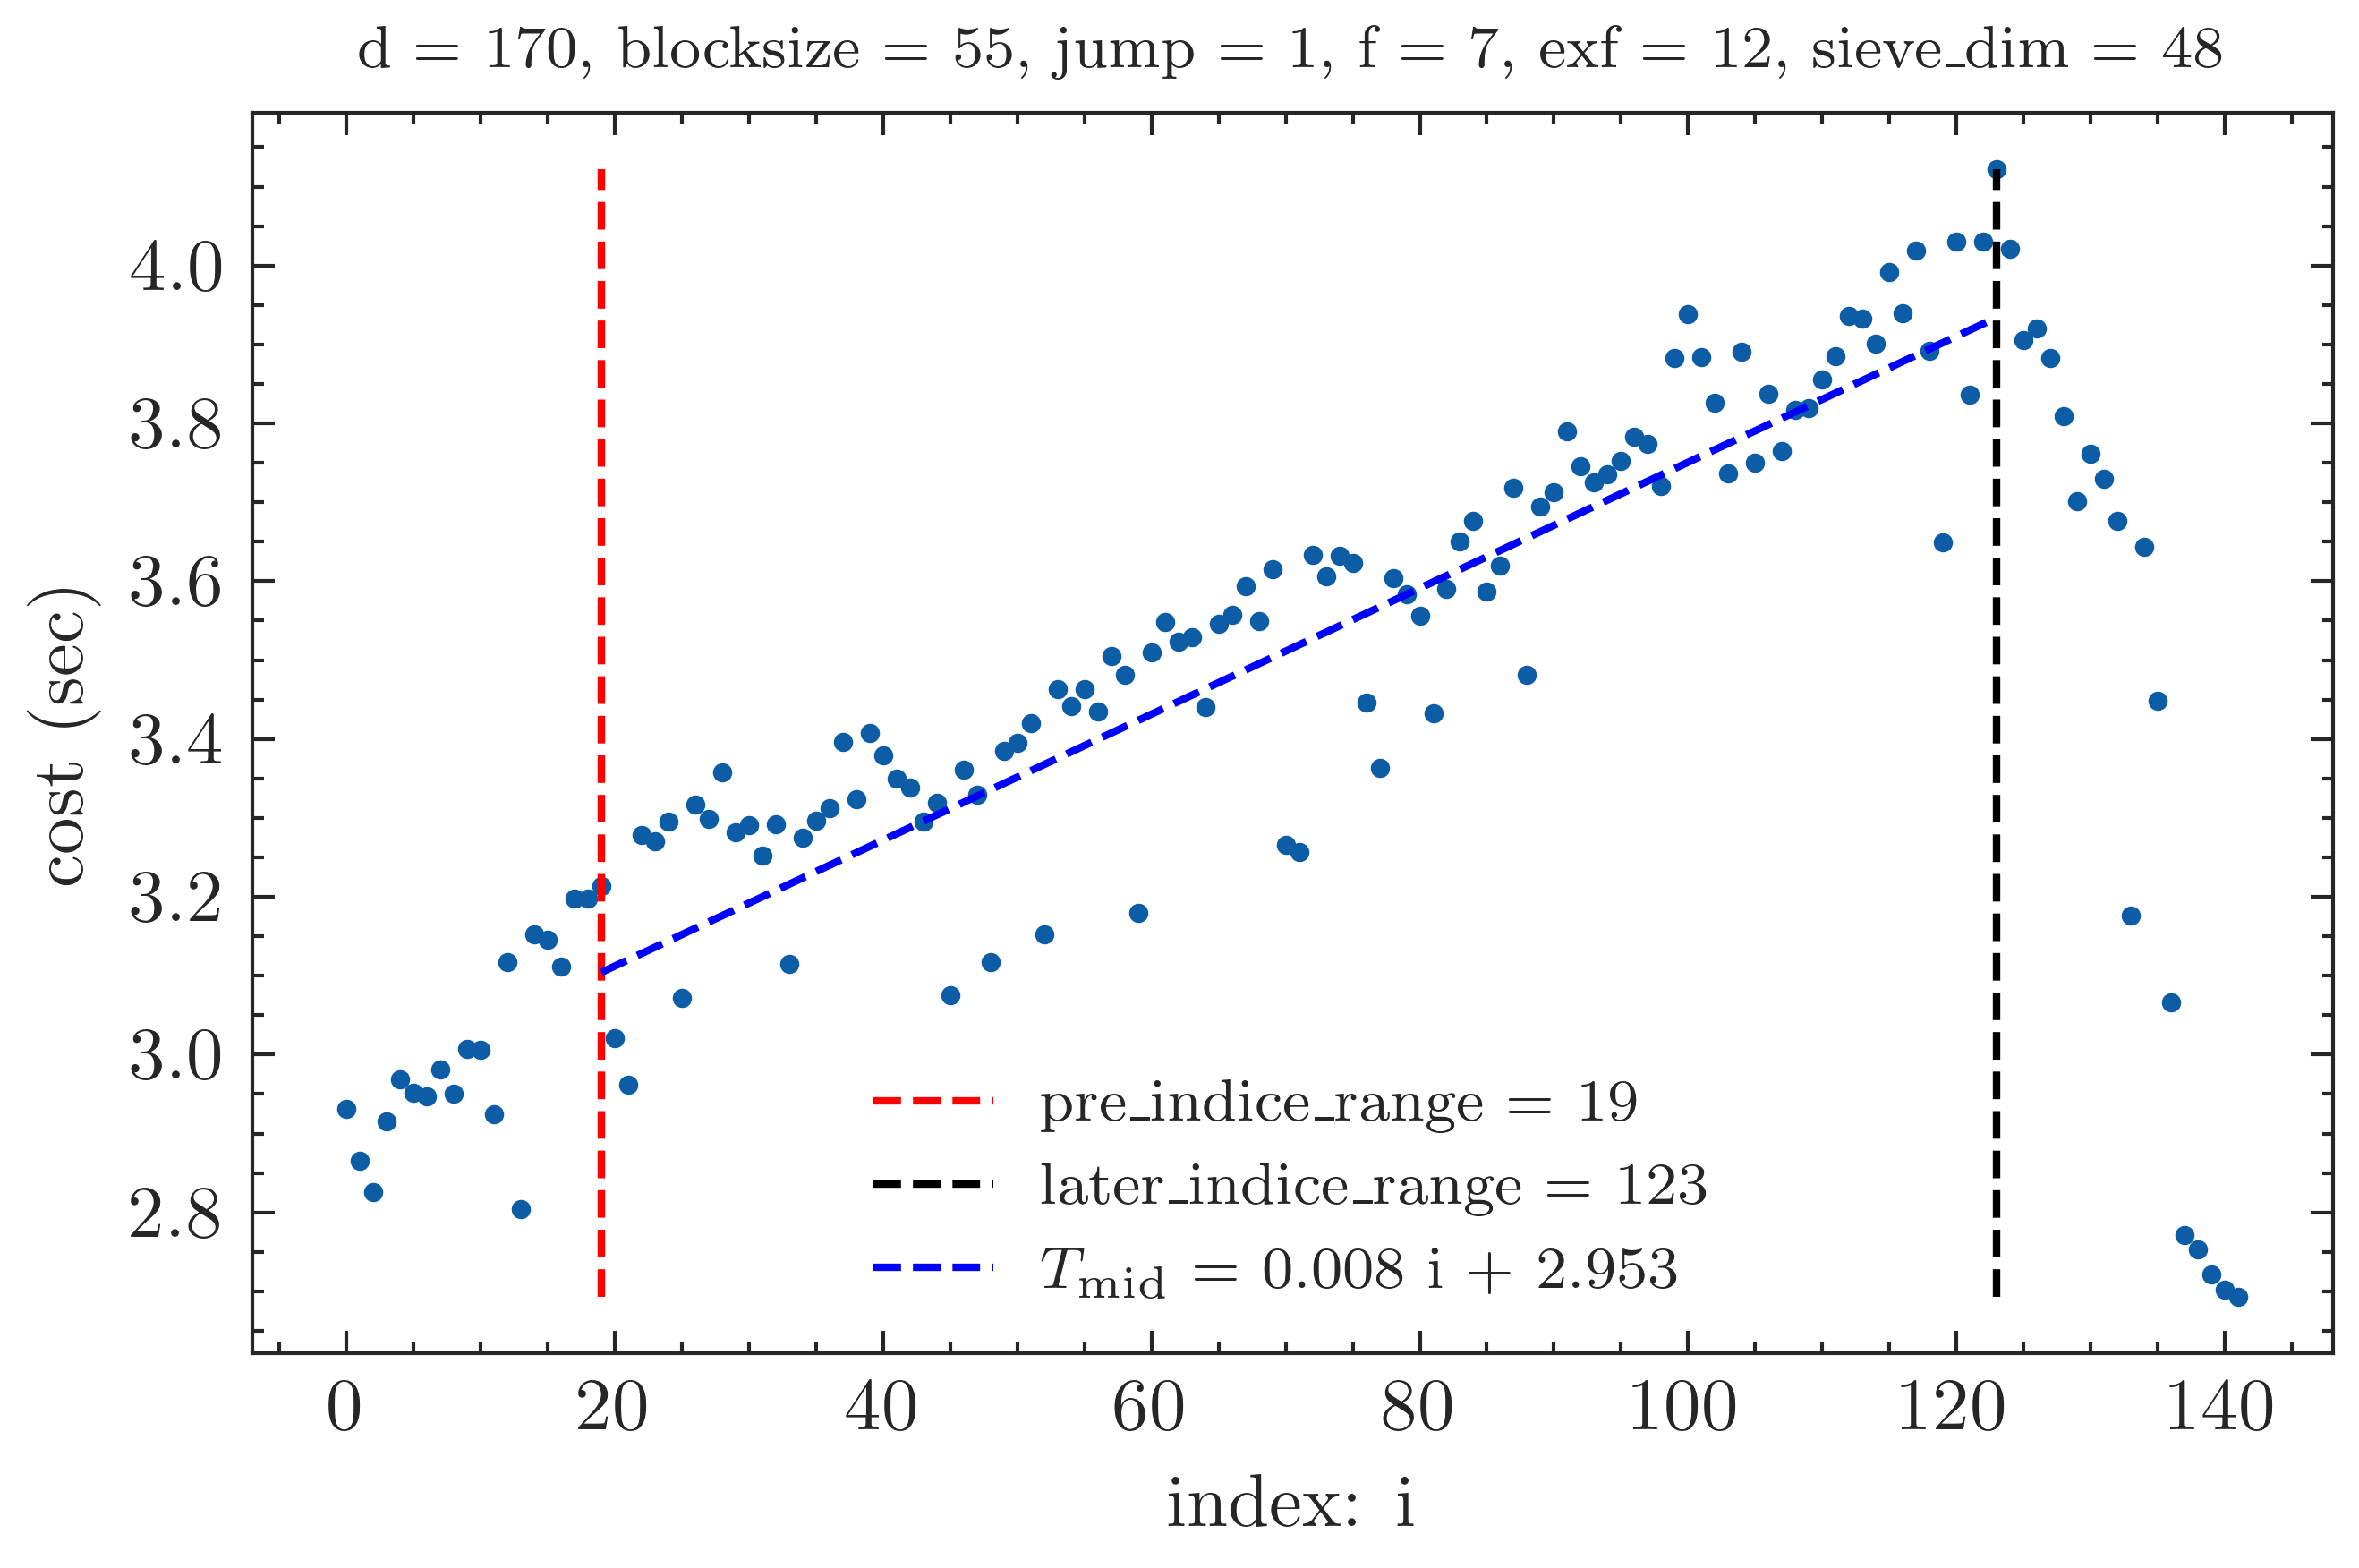 d = 170, blocksize = 55, jump = 1, f = 7, exf = 12, sieve_dim = 48
cost (sec)
4.0
3.8
3.6
3.4
3.2
3.0
2.8
pre_indice_range = 19
later_indice_range = 123
T_mid = 0.008 i + 2.953
0 20 40 60 80 100 120 140
index: i